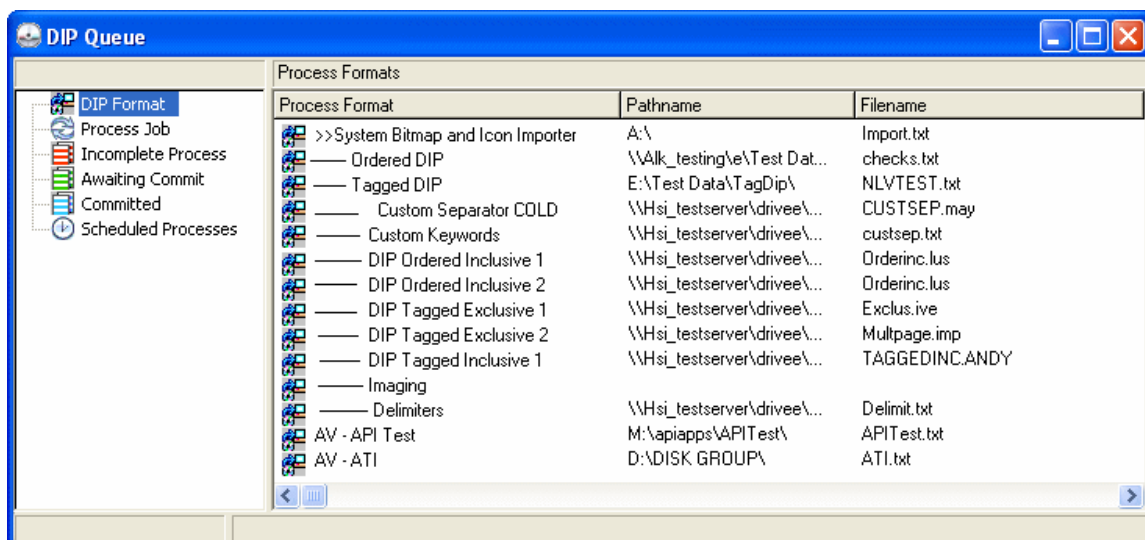 DIP Queue
Process Formats
DIP Format
Process Job
Incomplete Process
Awaiting Commit
Committed
Scheduled Processes
Process Format Pathname Filename
>>System Bitmap and Icon Importer A:\ Import.txt
—— Ordered DIP \\Alk_testing\e\Test Dat... checks.txt
—— Tagged DIP E:\Test Data\TagDip\ NLVTEST.txt
—— Custom Separator COLD \\Hsi_testserver\drivee\... CUSTSEP.may
—— Custom Keywords \\Hsi_testserver\drivee\... custsep.txt
—— DIP Ordered Inclusive 1 \\Hsi_testserver\drivee\... Orderinc.lus
—— DIP Ordered Inclusive 2 \\Hsi_testserver\drivee\... Orderinc.lus
—— DIP Tagged Exclusive 1 \\Hsi_testserver\drivee\... Exclus.ive
—— DIP Tagged Exclusive 2 \\Hsi_testserver\drivee\... Multpage.imp
—— DIP Tagged Inclusive 1 \\Hsi_testserver\drivee\... TAGGEDINC.ANDY
—— Imaging
—— Delimiters \\Hsi_testserver\drivee\... Delimit.txt
AV - API Test M:\apiapps\APITest\ APITest.txt
AV - ATI D:\DISK GROUP\ ATI.txt